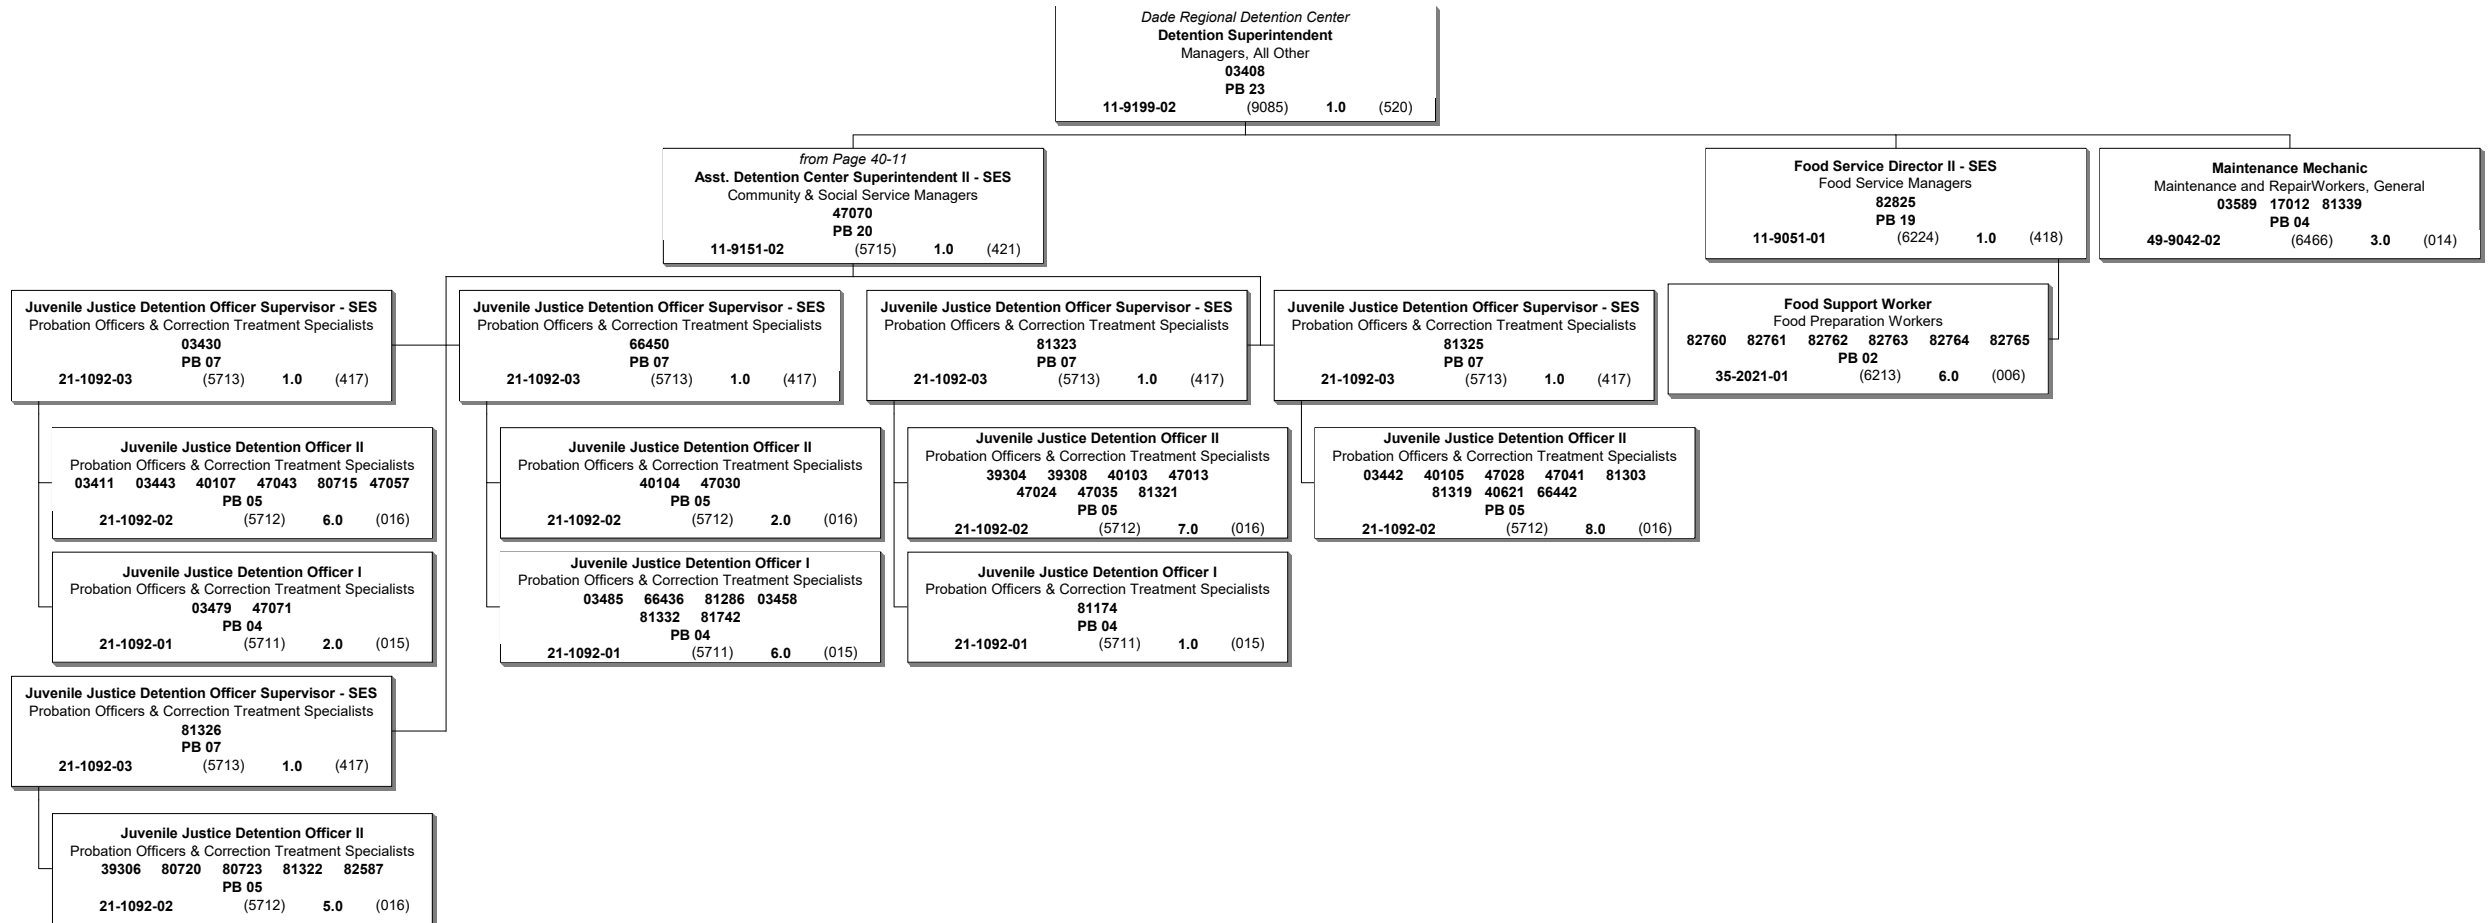 Dade Regional Detention Center
Detention Superintendent
Managers, All Other
03408
PB 23
11-9199-02 (9085) 1.0 (520)
from Page 40-11
Asst. Detention Center Superintendent II - SES
Community & Social Service Managers
47070
PB 20
11-9151-02 (5715) 1.0 (421)
Food Service Director II - SES
Food Service Managers
82825
PB 19
11-9051-01 (6224) 1.0 (418)
Maintenance Mechanic
Maintenance and RepairWorkers, General
03589 17012 81339
PB 04
49-9042-02 (6466) 3.0 (014)
Juvenile Justice Detention Officer Supervisor - SES
Probation Officers & Correction Treatment Specialists
03430
PB 07
21-1092-03 (5713) 1.0 (417)
Juvenile Justice Detention Officer Supervisor - SES
Probation Officers & Correction Treatment Specialists
66450
PB 07
21-1092-03 (5713) 1.0 (417)
Juvenile Justice Detention Officer Supervisor - SES
Probation Officers & Correction Treatment Specialists
81323
PB 07
21-1092-03 (5713) 1.0 (417)
Juvenile Justice Detention Officer Supervisor - SES
Probation Officers & Correction Treatment Specialists
81325
PB 07
21-1092-03 (5713) 1.0 (417)
Food Support Worker
Food Preparation Workers
82760 82761 82762 82763 82764 82765
PB 02
35-2021-01 (6213) 6.0 (006)
Juvenile Justice Detention Officer II
Probation Officers & Correction Treatment Specialists
03411 03443 40107 47043 80715 47057
PB 05
21-1092-02 (5712) 6.0 (016)
Juvenile Justice Detention Officer II
Probation Officers & Correction Treatment Specialists
40104 47030
PB 05
21-1092-02 (5712) 2.0 (016)
Juvenile Justice Detention Officer II
Probation Officers & Correction Treatment Specialists
39304 39308 40103 47013
47024 47035 81321
PB 05
21-1092-02 (5712) 7.0 (016)
Juvenile Justice Detention Officer II
Probation Officers & Correction Treatment Specialists
03442 40105 47028 47041 81303
81319 40621 66442
PB 05
21-1092-02 (5712) 8.0 (016)
Juvenile Justice Detention Officer I
Probation Officers & Correction Treatment Specialists
03479 47071
PB 04
21-1092-01 (5711) 2.0 (015)
Juvenile Justice Detention Officer I
Probation Officers & Correction Treatment Specialists
03485 66436 81286 03458
81332 81742
PB 04
21-1092-01 (5711) 6.0 (015)
Juvenile Justice Detention Officer I
Probation Officers & Correction Treatment Specialists
81174
PB 04
21-1092-01 (5711) 1.0 (015)
Juvenile Justice Detention Officer Supervisor - SES
Probation Officers & Correction Treatment Specialists
81326
PB 07
21-1092-03 (5713) 1.0 (417)
Juvenile Justice Detention Officer II
Probation Officers & Correction Treatment Specialists
39306 80720 80723 81322 82587
PB 05
21-1092-02 (5712) 5.0 (016)